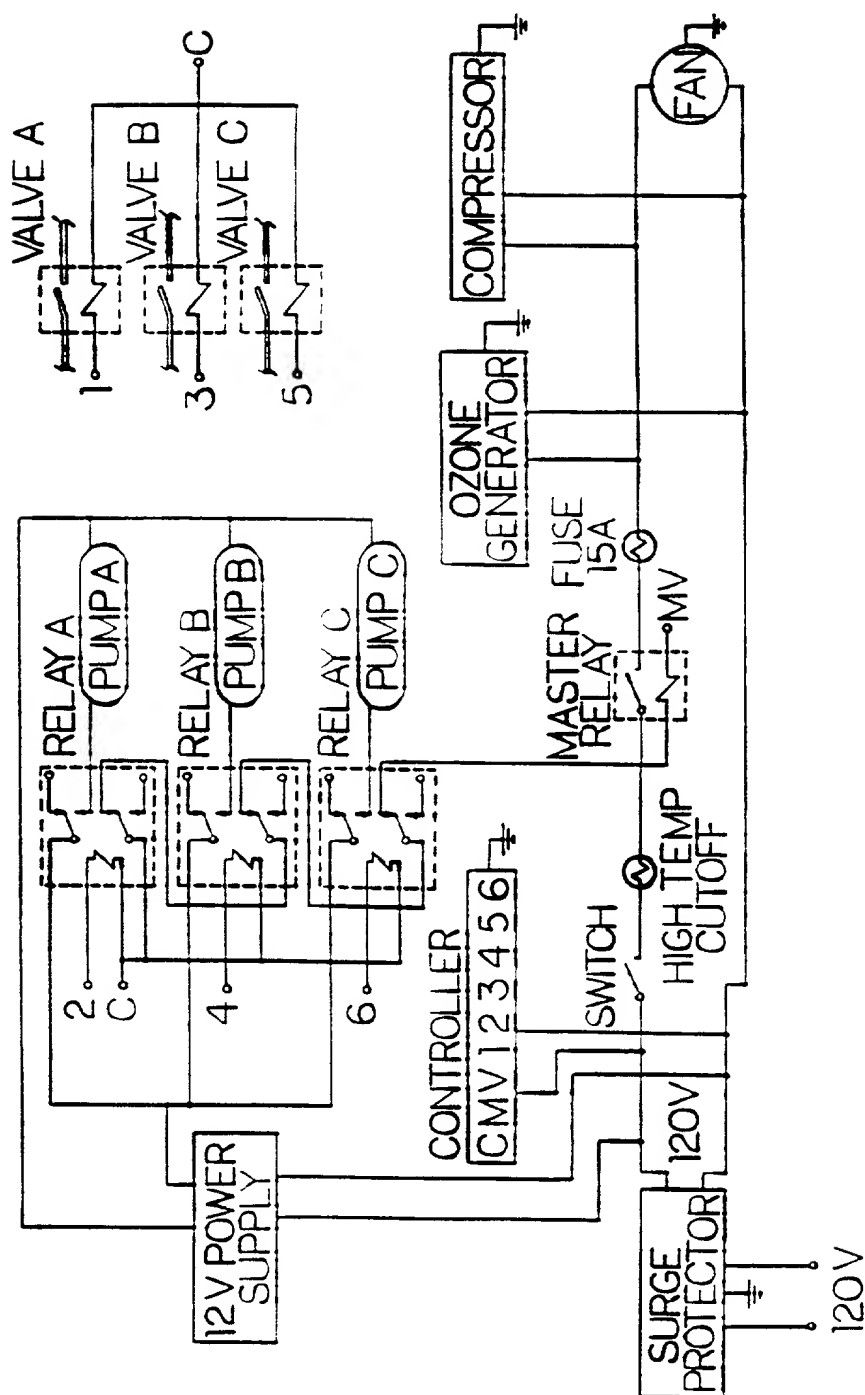 VALVE A
VALVE B
VALVE C
1
3
5
C
RELAY A
PUMP A
RELAY B
PUMP B
RELAY C
PUMP C
2
C
4
6
12 V POWER
SUPPLY
CONTROLLER
CMV 1 2 3 4 5 6
OZONE
GENERATOR
COMPRESSOR
SWITCH
HIGH TEMP
CUTOFF
MASTER
RELAY
MV
FUSE
15A
FAN
120V
SURGE
PROTECTOR
120 V